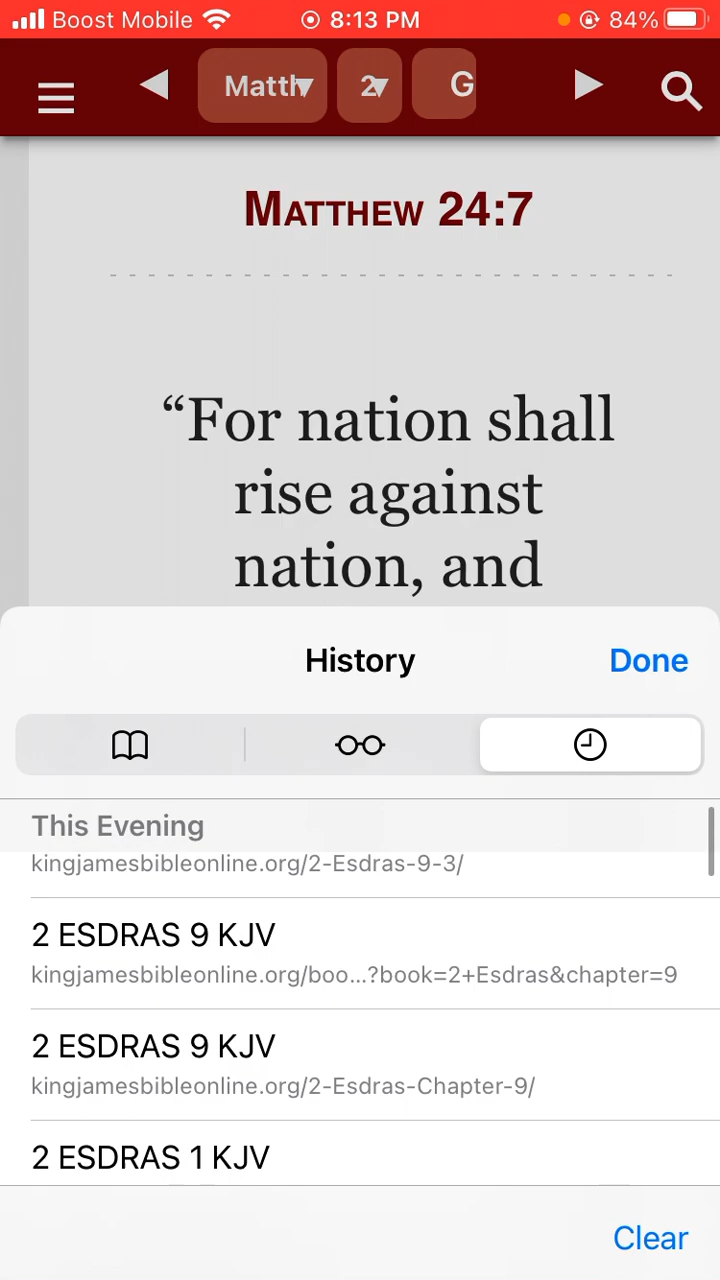 Boost Mobile 8:13 PM 84%
Matth 2 G
MATTHEW 24:7
“For nation shall
rise against
nation, and
History Done
This Evening
kingjamesbibleonline.org/2-Esdras-9-3/
2 ESDRAS 9 KJV
kingjamesbibleonline.org/boo...?book=2+Esdras&chapter=9
2 ESDRAS 9 KJV
kingjamesbibleonline.org/2-Esdras-Chapter-9/
2 ESDRAS 1 KJV
Clear